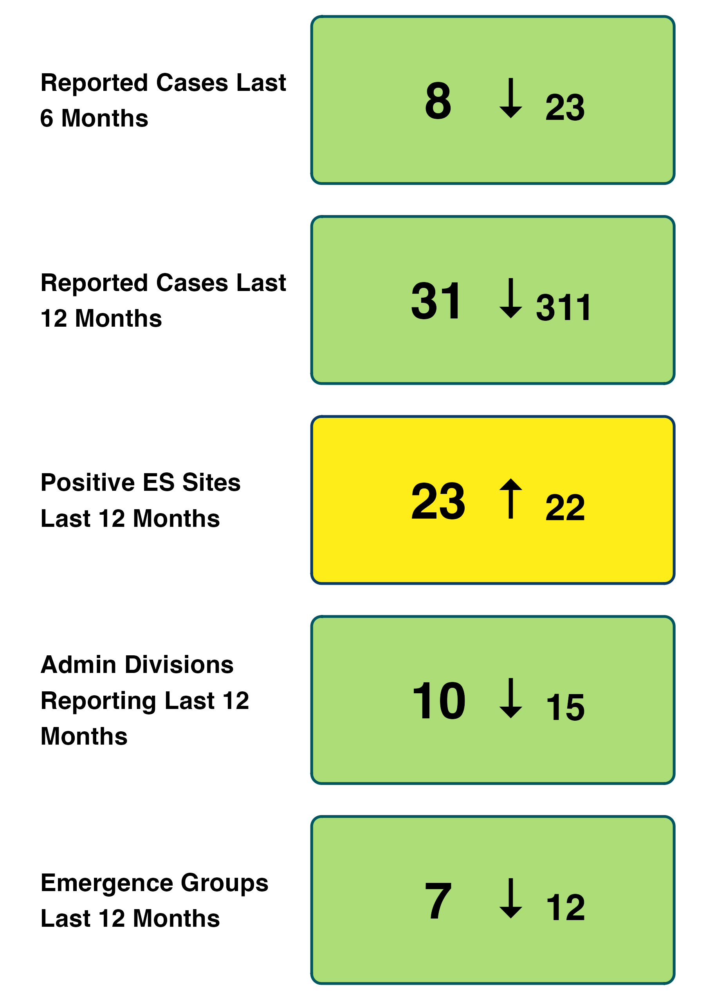 Reported Cases Last
6 Months
8 ↓ 23
Reported Cases Last
12 Months
31 ↓ 311
Positive ES Sites
Last 12 Months
23 ↑ 22
Admin Divisions
Reporting Last 12
Months
10 ↓ 15
Emergence Groups
Last 12 Months
7 ↓ 12